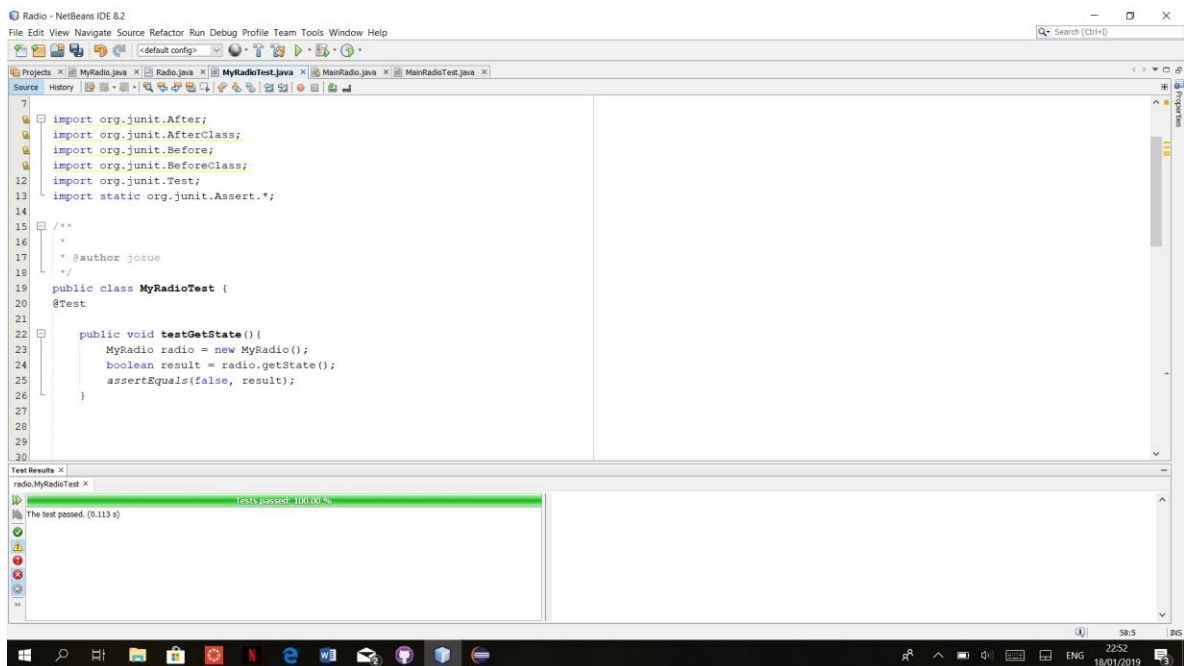 Radio - NetBeans IDE 8.2
File Edit View Navigate Source Refactor Run Debug Profile Team Tools Window Help
Search (Ctrl+I)
<default config>
Projects MyRadio.java Radio.java MyRadioTest.java MainRadio.java MainRadioTest.java
Source History
Properties
7
import org.junit.After;
import org.junit.AfterClass;
import org.junit.Before;
import org.junit.BeforeClass;
12 import org.junit.Test;
13 import static org.junit.Assert.*;
14
15 /**
16 *
17 * @author josue
18 */
19 public class MyRadioTest {
20 @Test
21
22 public void testGetState(){
23 MyRadio radio = new MyRadio();
24 boolean result = radio.getState();
25 assertEquals(false, result);
26 }
27
28
29
30
Test Results
radio.MyRadioTest
Tests passed: 100.00 %
The test passed. (0.113 s)
58:5 INS
ENG
22:52
18/01/2019